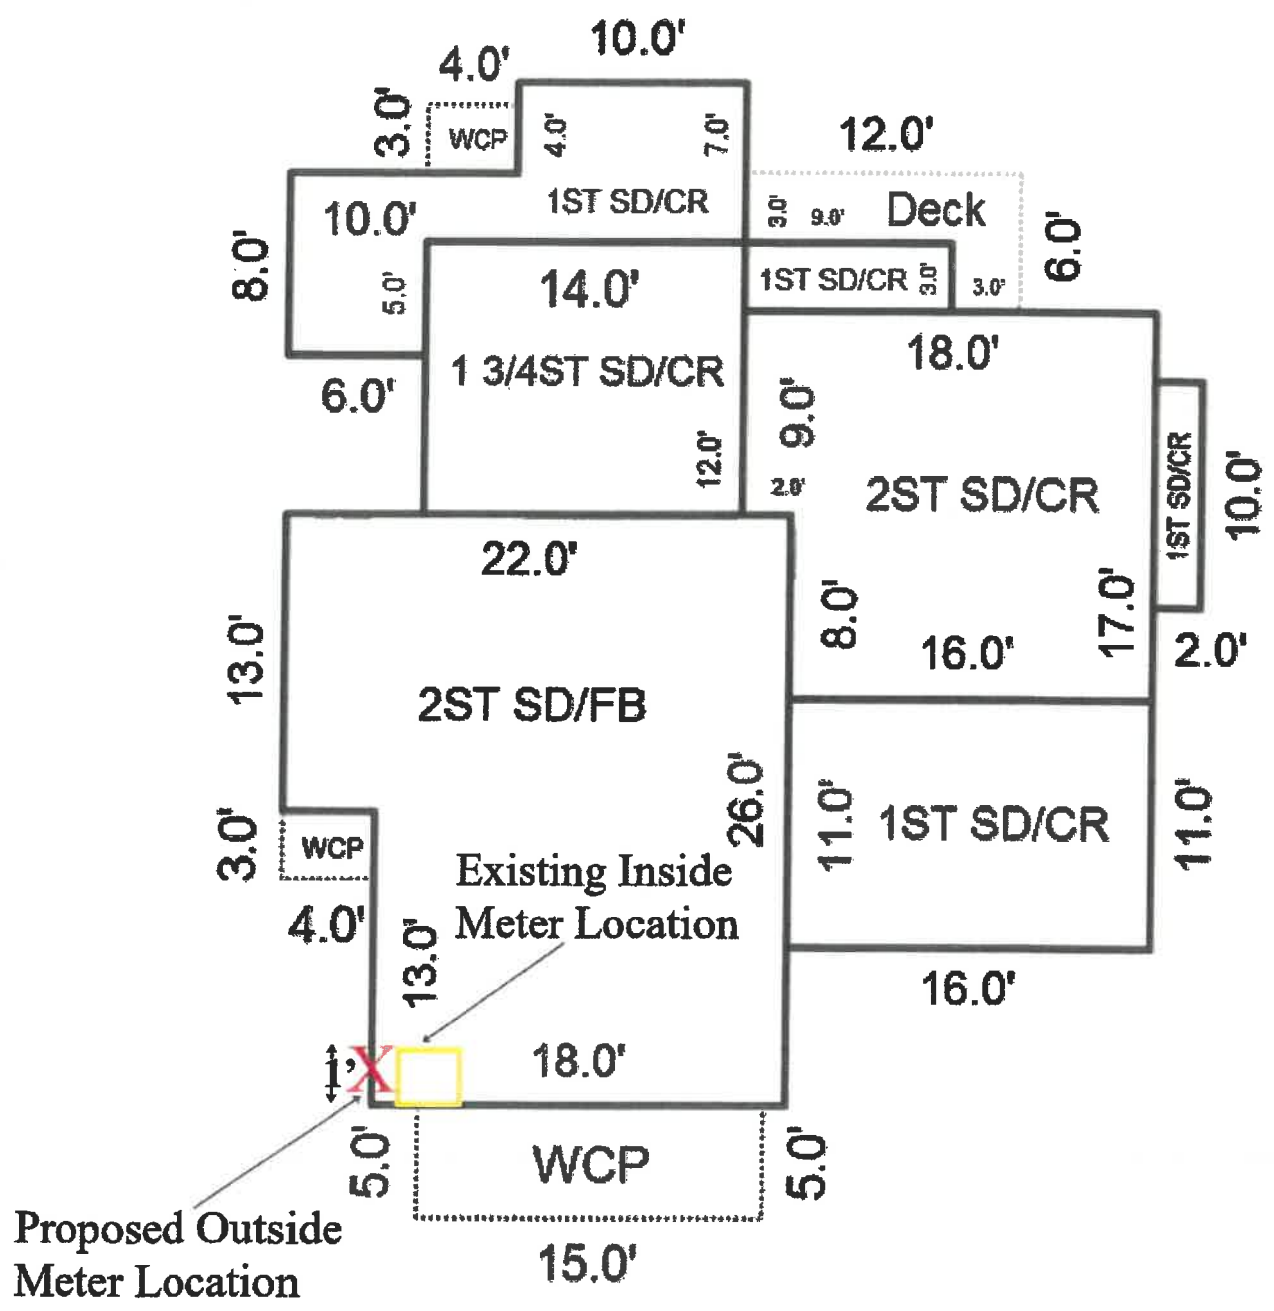 10.0'
4.0'
3.0'
WCP
4.0'
7.0'
12.0'
10.0'
1ST SD/CR
3.0'
9.0'
Deck
6.0'
8.0'
5.0'
14.0'
1ST SD/CR
3.0'
3.0'
6.0'
1 3/4ST SD/CR
18.0'
9.0'
12.0'
2.0'
2ST SD/CR
1ST SD/CR
10.0'
22.0'
8.0'
17.0'
13.0'
16.0'
2.0'
2ST SD/FB
26.0'
3.0'
WCP
11.0'
1ST SD/CR
11.0'
4.0'
Existing Inside
Meter Location
13.0'
16.0'
1'
X
18.0'
5.0'
WCP
5.0'
Proposed Outside
Meter Location
15.0'